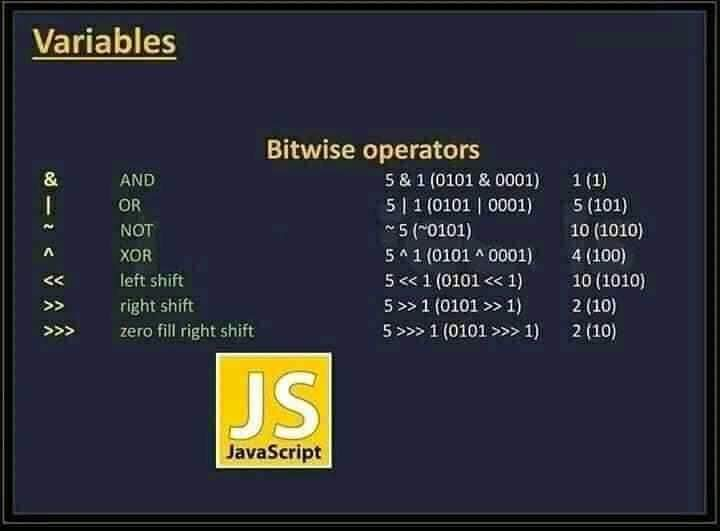 Variables
Bitwise operators
& AND 5 & 1 (0101 & 0001) 1 (1)
| OR 5 | 1 (0101 | 0001) 5 (101)
~ NOT ~ 5 (~0101) 10 (1010)
^ XOR 5 ^ 1 (0101 ^ 0001) 4 (100)
<< left shift 5 << 1 (0101 << 1) 10 (1010)
>> right shift 5 >> 1 (0101 >> 1) 2 (10)
>>> zero fill right shift 5 >>> 1 (0101 >>> 1) 2 (10)
JS
JavaScript